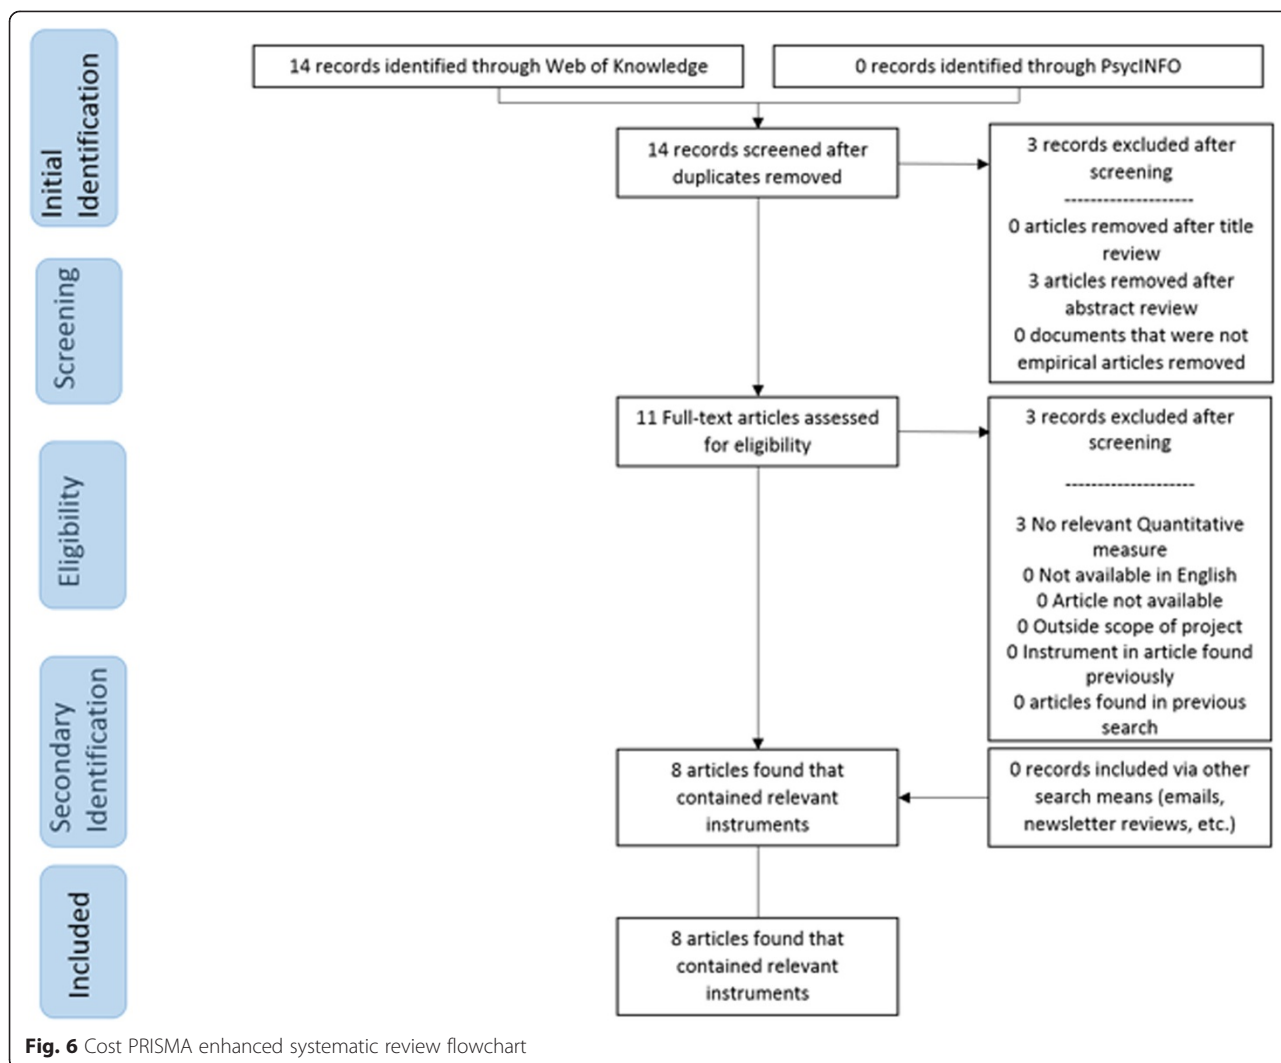 Initial
Identification
14 records identified through Web of Knowledge
0 records identified through PsycINFO
14 records screened after
duplicates removed
3 records excluded after
screening
--------------------
0 articles removed after title
review
3 articles removed after
abstract review
0 documents that were not
empirical articles removed
Screening
11 Full-text articles assessed
for eligibility
3 records excluded after
screening
--------------------
3 No relevant Quantitative
measure
0 Not available in English
0 Article not available
0 Outside scope of project
0 Instrument in article found
previously
0 articles found in previous
search
Eligibility
Secondary
Identification
8 articles found that
contained relevant
instruments
0 records included via other
search means (emails,
newsletter reviews, etc.)
Included
8 articles found that
contained relevant
instruments
Fig. 6 Cost PRISMA enhanced systematic review flowchart